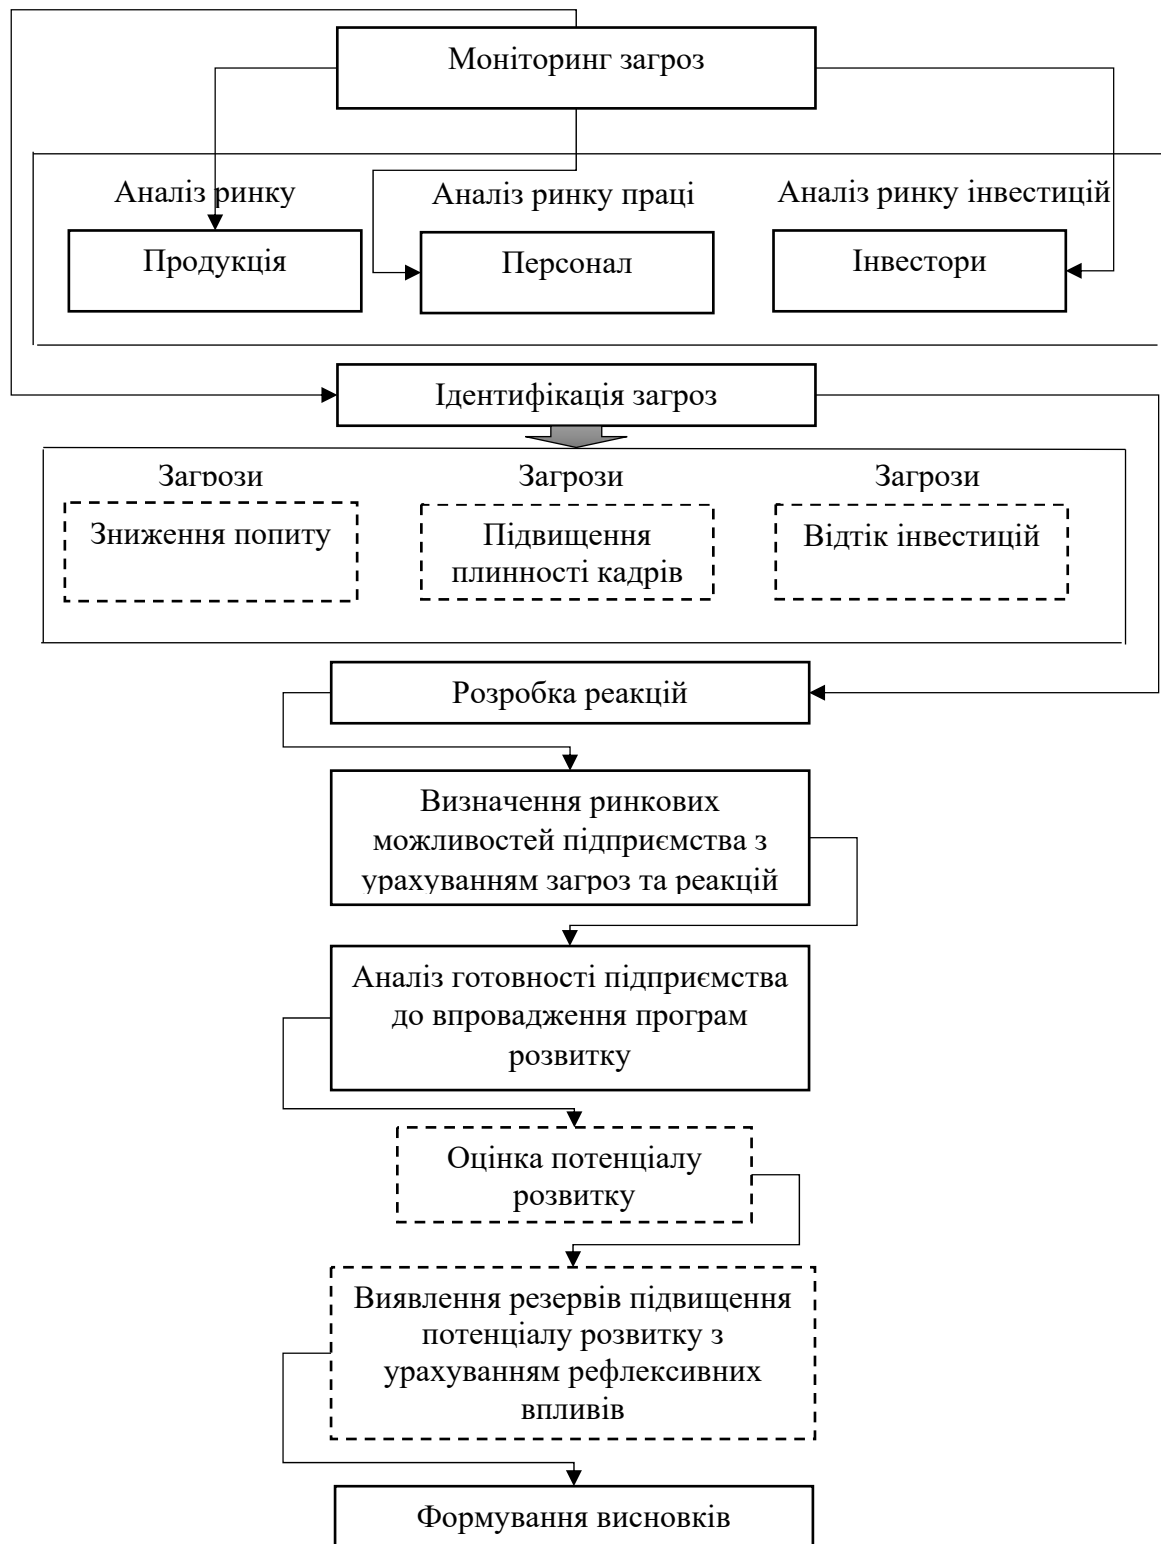 Моніторинг загроз
Аналіз ринку
Аналіз ринку праці
Аналіз ринку інвестицій
Продукція
Персонал
Інвестори
Ідентифікація загроз
Загрози
Загрози
Загрози
Зниження попиту
Підвищення
плинності кадрів
Відтік інвестицій
Розробка реакцій
Визначення ринкових
можливостей підприємства з
урахуванням загроз та реакцій
Аналіз готовності підприємства
до впровадження програм
розвитку
Оцінка потенціалу
розвитку
Виявлення резервів підвищення
потенціалу розвитку з
урахуванням рефлексивних
впливів
Формування висновків